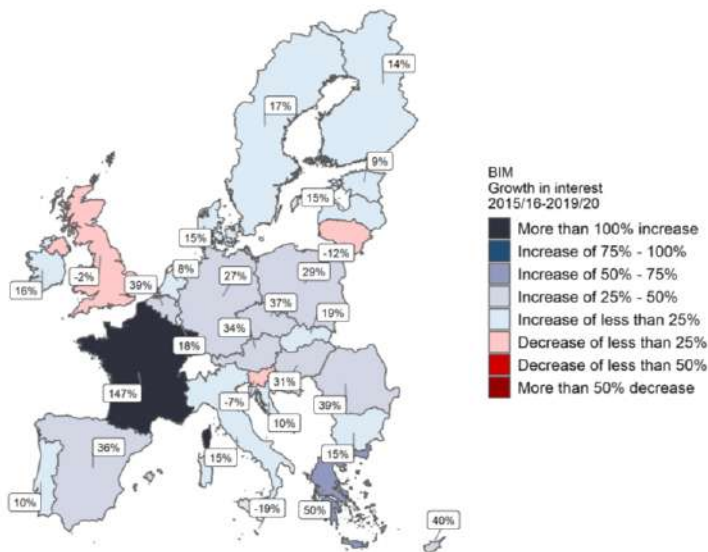 14%
17%
9%
15%
15%
-12%
-2%
8%
39%
27%
29%
16%
37%
19%
34%
18%
31%
147%
-7%
39%
10%
36%
15%
15%
10%
-19%
50%
40%
BIM
Growth in interest
2015/16-2019/20
More than 100% increase
Increase of 75% - 100%
Increase of 50% - 75%
Increase of 25% - 50%
Increase of less than 25%
Decrease of less than 25%
Decrease of less than 50%
More than 50% decrease